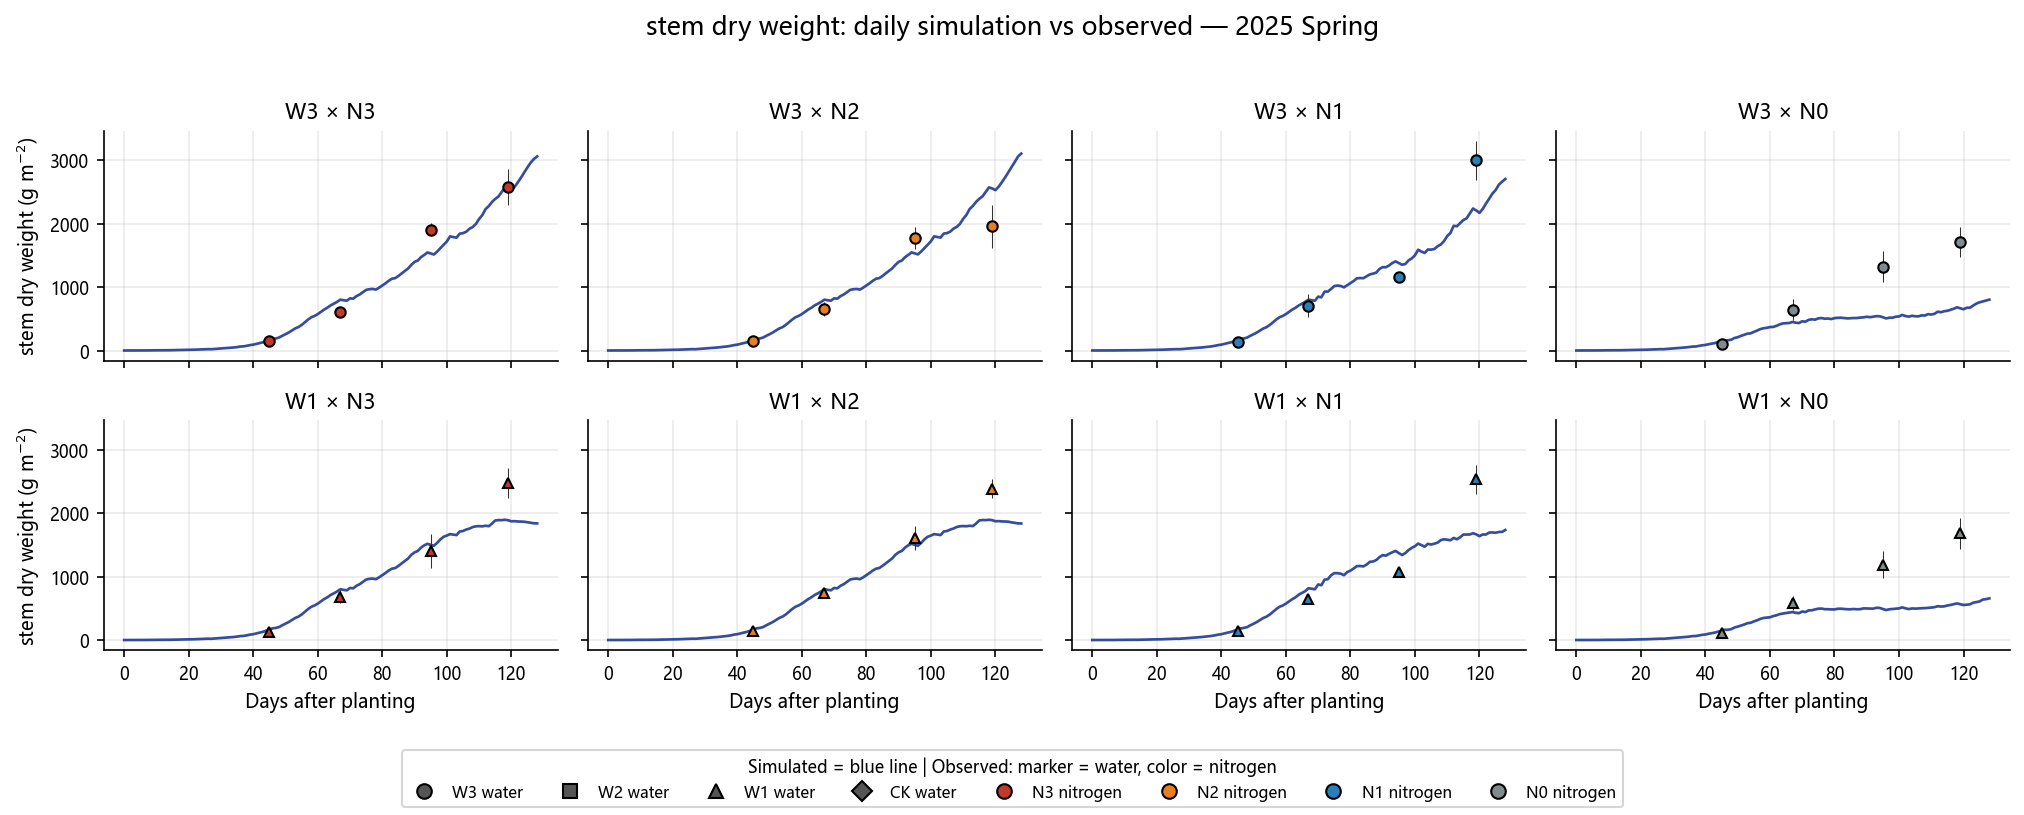 stem dry weight: daily simulation vs observed — 2025 Spring
W3 × N3
W3 × N2
W3 × N1
W3 × N0
stem dry weight (g m⁻²)
3000
2000
1000
0
W1 × N3
W1 × N2
W1 × N1
W1 × N0
stem dry weight (g m⁻²)
3000
2000
1000
0
0 20 40 60 80 100 120
0 20 40 60 80 100 120
0 20 40 60 80 100 120
0 20 40 60 80 100 120
Days after planting
Days after planting
Days after planting
Days after planting
Simulated = blue line | Observed: marker = water, color = nitrogen
W3 water W2 water W1 water CK water N3 nitrogen N2 nitrogen N1 nitrogen N0 nitrogen